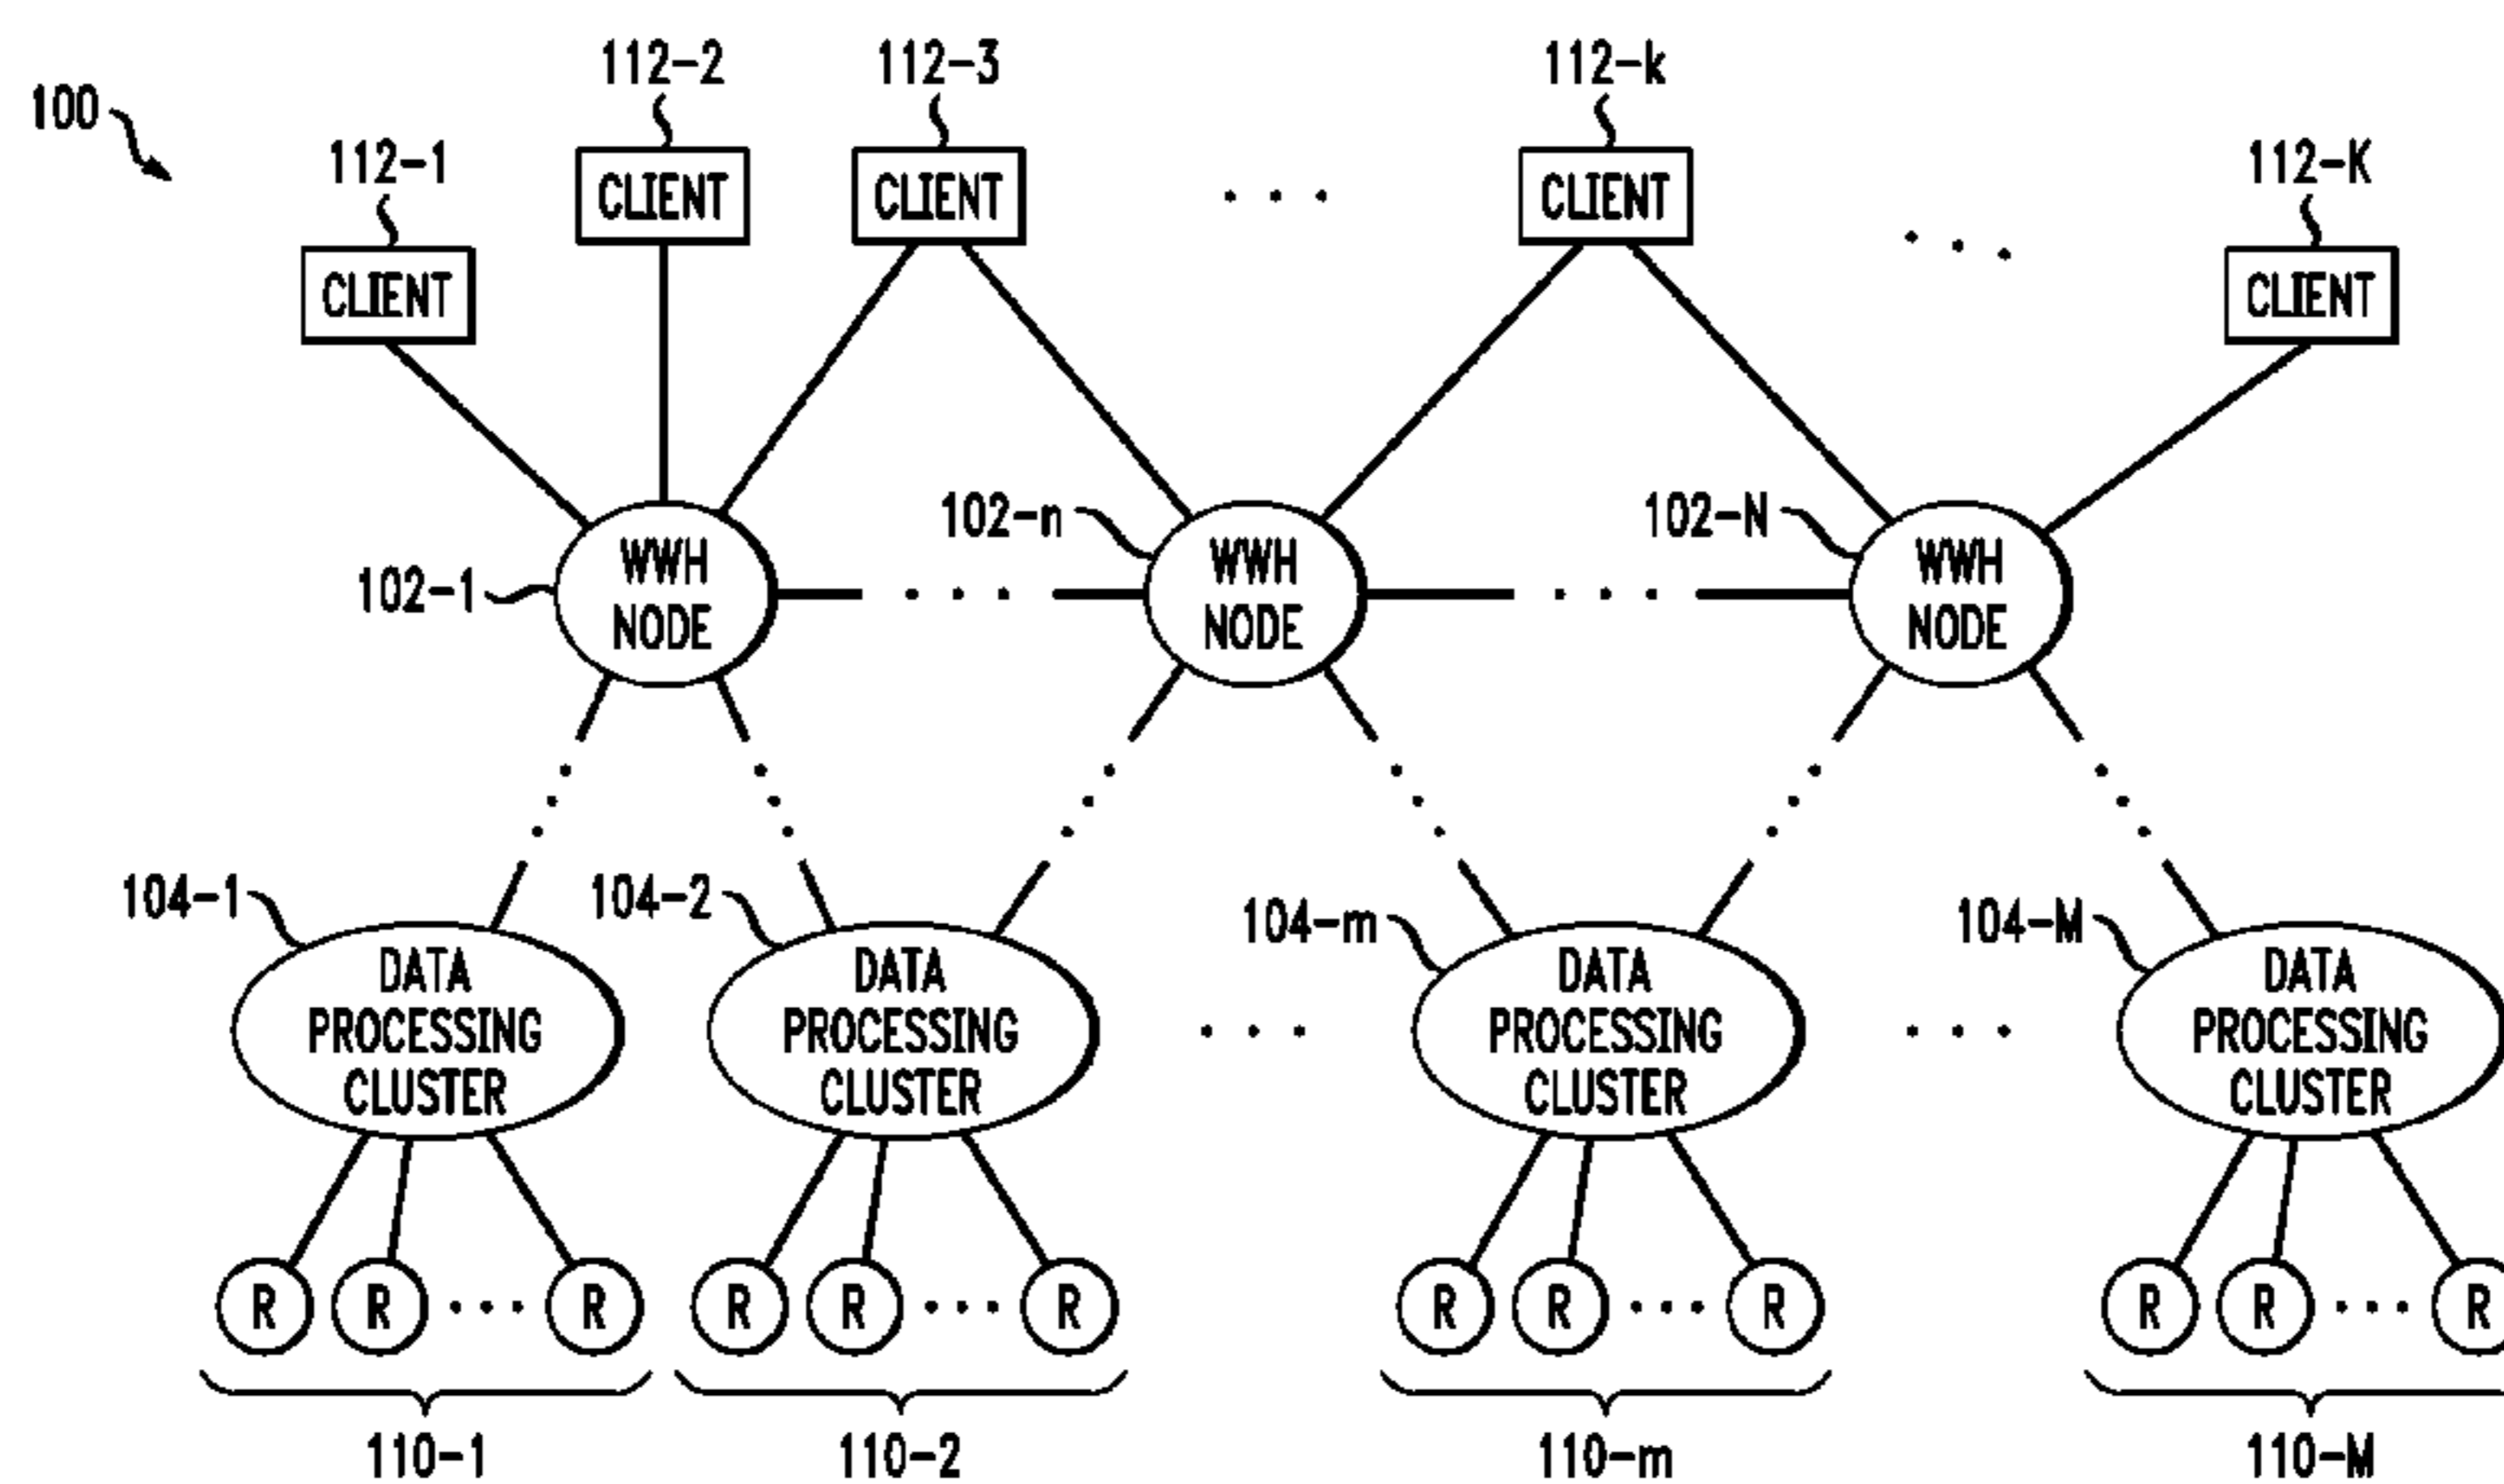 112-2
112-3
112-k
100
112-1
112-K
CLIENT
CLIENT
CLIENT
· · ·
CLIENT
· · ·
CLIENT
102-n
102-N
102-1
WWH
NODE
· · ·
WWH
NODE
· · ·
WWH
NODE
104-1
104-2
104-m
104-M
DATA
PROCESSING
CLUSTER
DATA
PROCESSING
CLUSTER
· · ·
DATA
PROCESSING
CLUSTER
· · ·
DATA
PROCESSING
CLUSTER
R R · · · R
R R · · · R
R R · · · R
R R · · · R
110-1
110-2
110-m
110-M